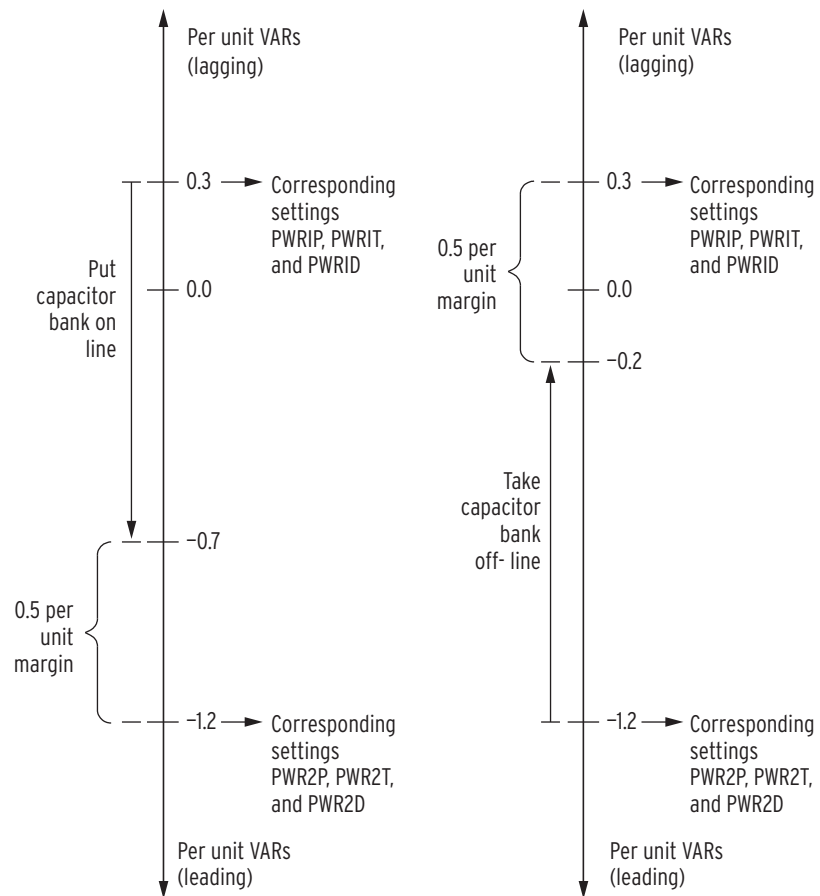 Per unit VARs
(lagging)
0.3
Corresponding
settings
PWRIP, PWRIT,
and PWRID
Put
capacitor
bank on
line
0.0
−0.7
0.5 per
unit
margin
−1.2
Corresponding
settings
PWR2P, PWR2T,
and PWR2D
Per unit VARs
(leading)
Per unit VARs
(lagging)
0.3
Corresponding
settings
PWRIP, PWRIT,
and PWRID
0.5 per
unit
margin
0.0
−0.2
Take
capacitor
bank
off- line
−1.2
Corresponding
settings
PWR2P, PWR2T,
and PWR2D
Per unit VARs
(leading)